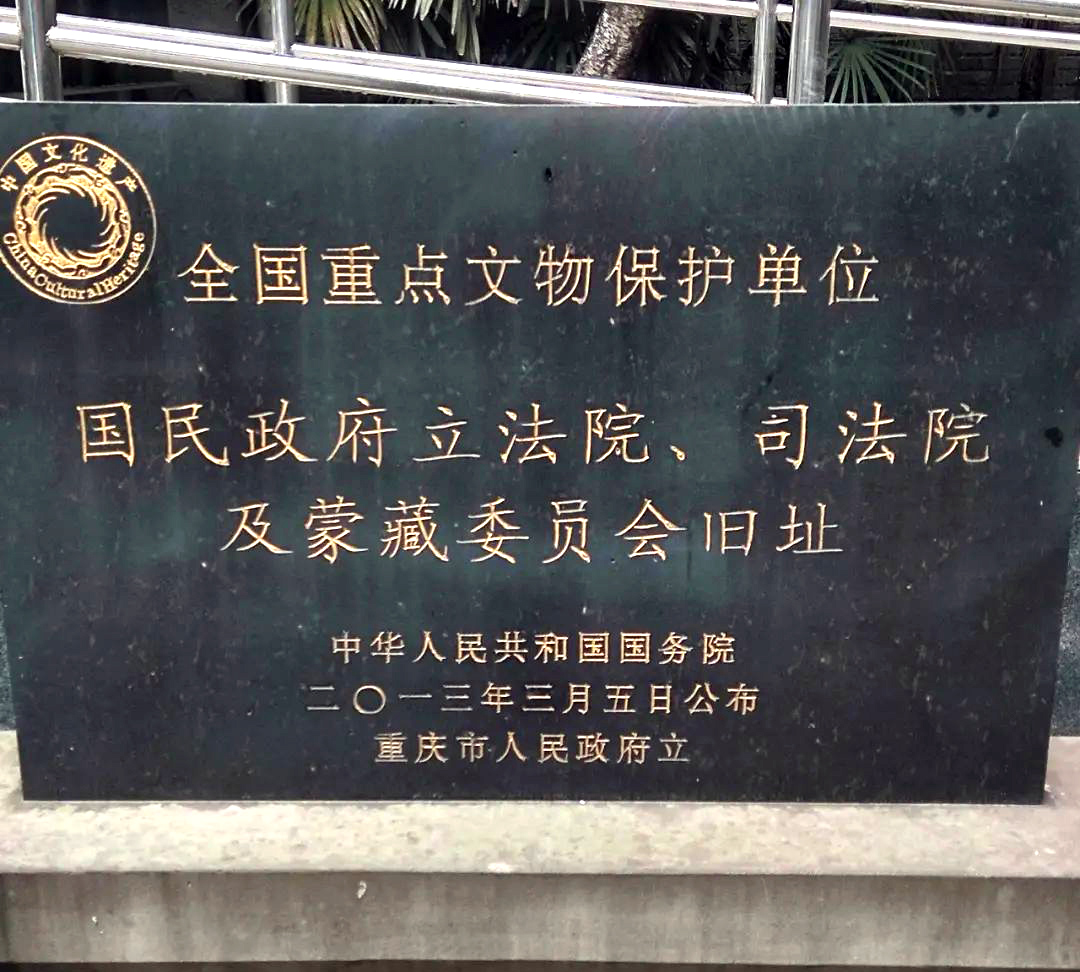 中国文化遗产
China Cultural Heritage
全国重点文物保护单位
国民政府立法院、司法院
及蒙藏委员会旧址
中华人民共和国国务院
二〇一三年三月五日公布
重庆市人民政府立